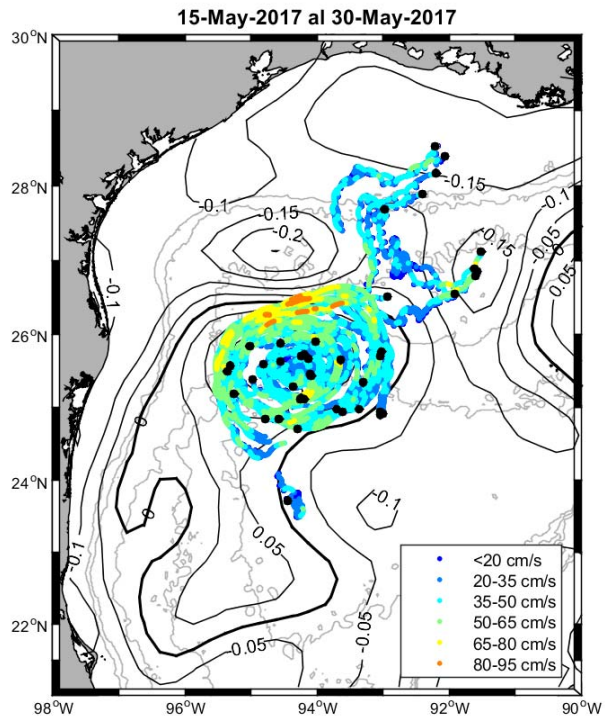 15-May-2017 al 30-May-2017
30°N
28°N
26°N
24°N
22°N
98°W
96°W
94°W
92°W
90°W
-0.15
-0.1
-0.1
-0.15
-0.2
-0.15
-0.05
0
0.05
-0.1
0
0
-0.1
0.05
-0.1
-0.05
-0.05
<20 cm/s
20-35 cm/s
35-50 cm/s
50-65 cm/s
65-80 cm/s
80-95 cm/s